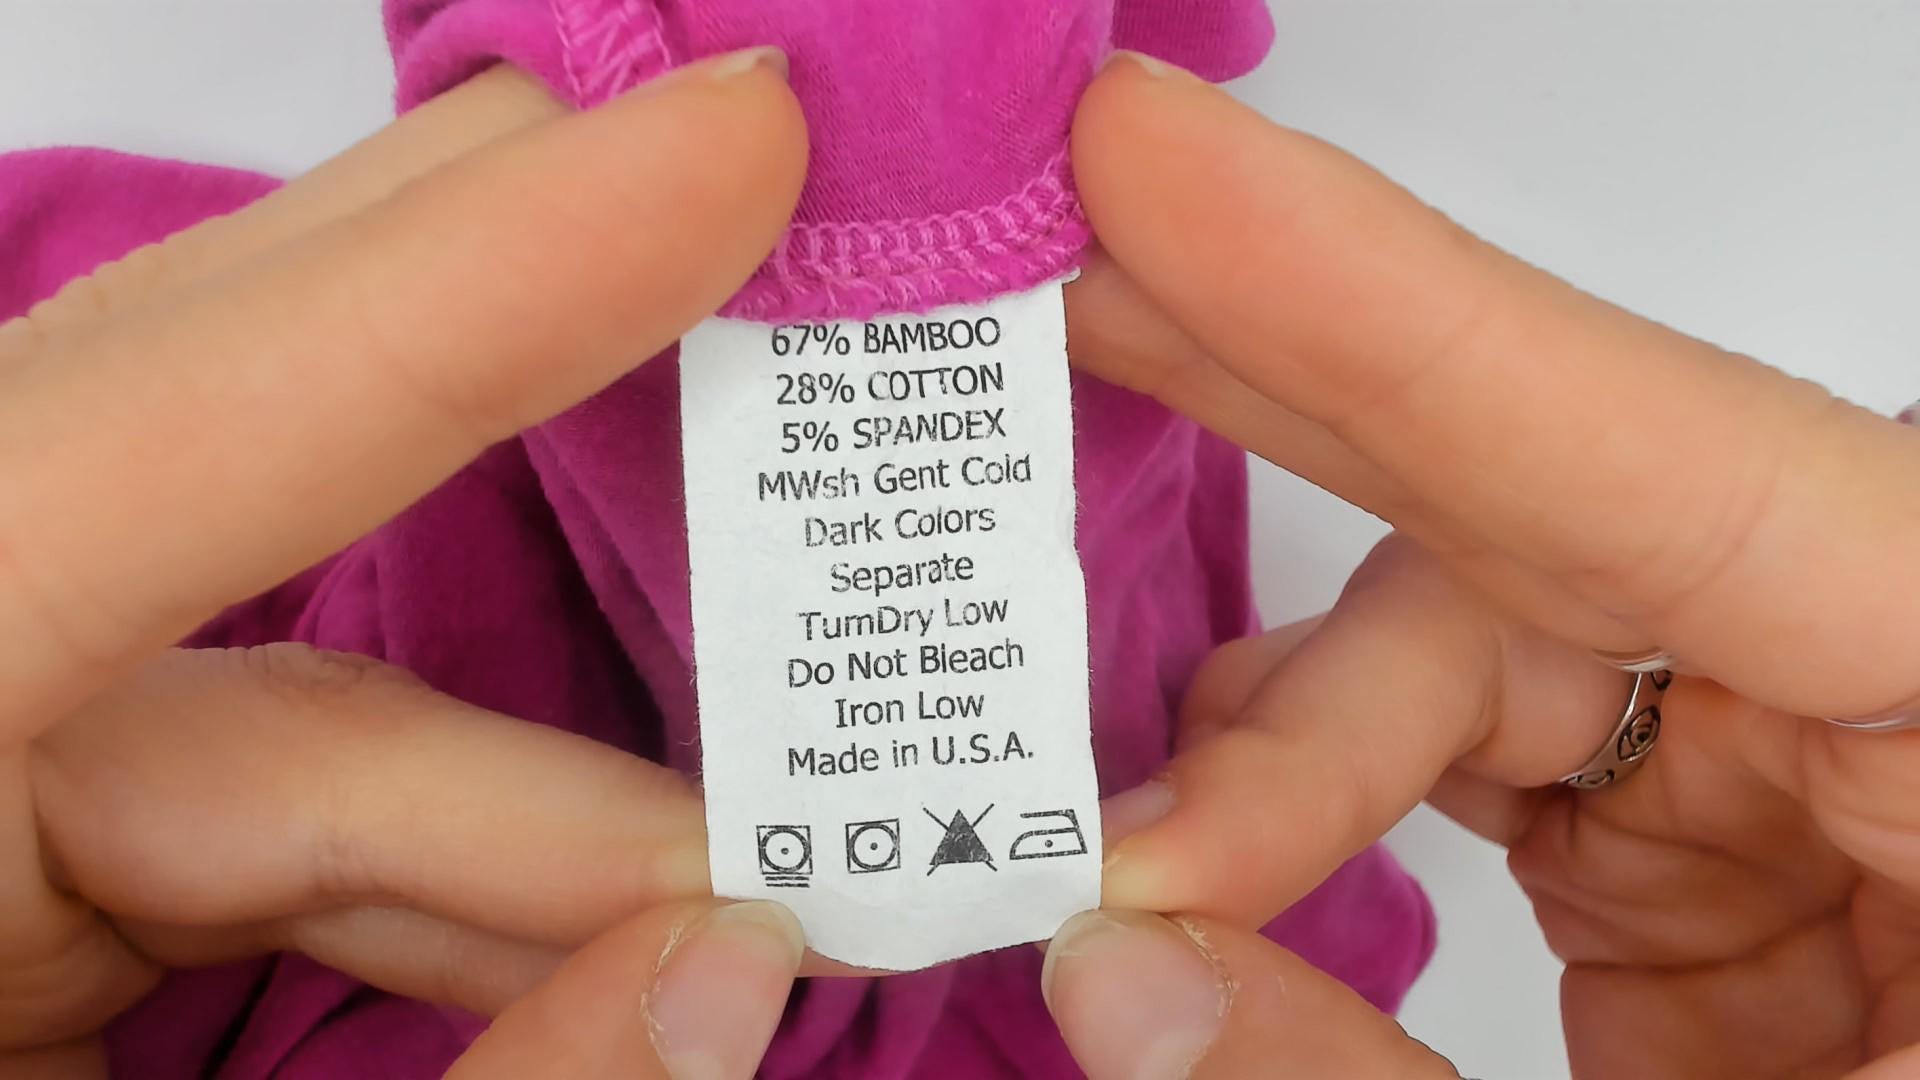 67% BAMBOO
28% COTTON
5% SPANDEX
MWsh Gent Cold
Dark Colors
Separate
TumDry Low
Do Not Bleach
Iron Low
Made in U.S.A.